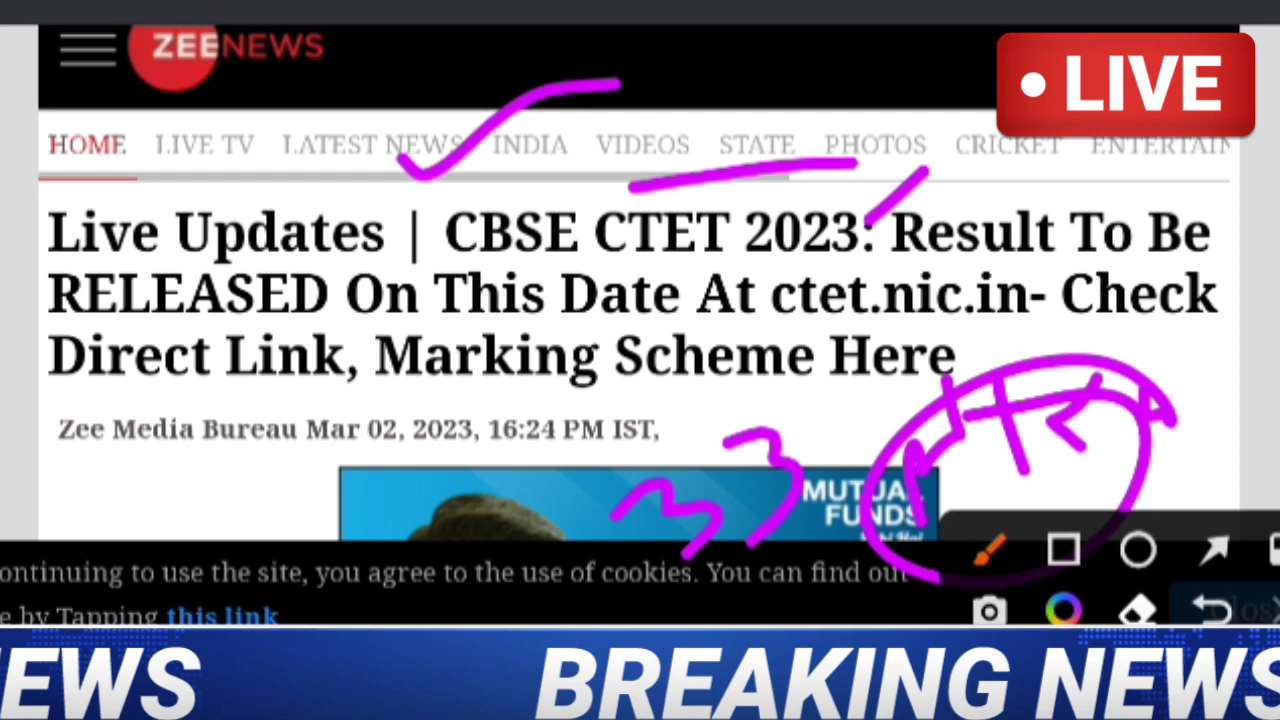 ZEENEWS
LIVE
HOME LIVE TV LATEST NEWS INDIA VIDEOS STATE PHOTOS CRICKET ENTERTAIN
Live Updates | CBSE CTET 2023: Result To Be
RELEASED On This Date At ctet.nic.in- Check
Direct Link, Marking Scheme Here
Zee Media Bureau Mar 02, 2023, 16:24 PM IST,
33
MUTUAL
FUNDS
ontinuing to use the site, you agree to the use of cookies. You can find out
e by Tapping this link
EWS BREAKING NEWS